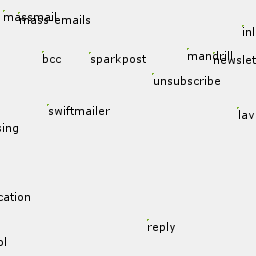 massmail
mass-emails
inl
bcc
sparkpost
mandrill
newslet
unsubscribe
swiftmailer
lav
sing
cation
reply
ol